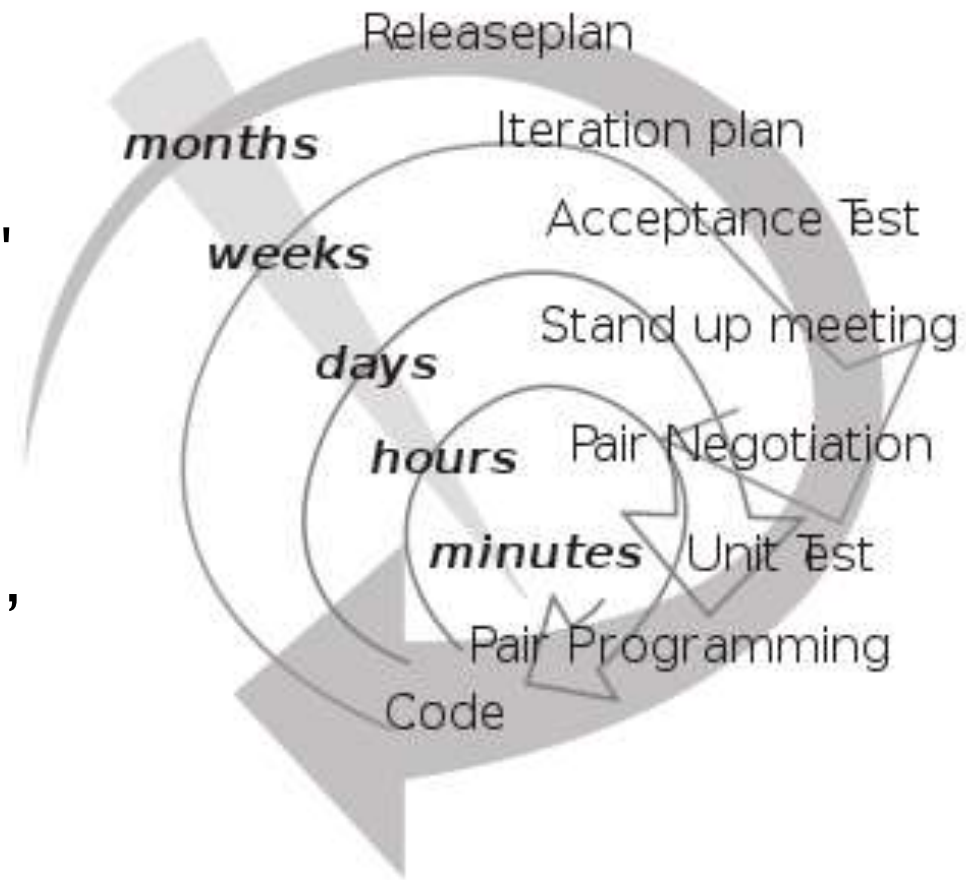 Releaseplan
Iteration plan
months
Acceptance Test
'
weeks
Stand up meeting
days
Pair Negotiation
hours
minutes
Unit Test
,
Pair Programming
Code